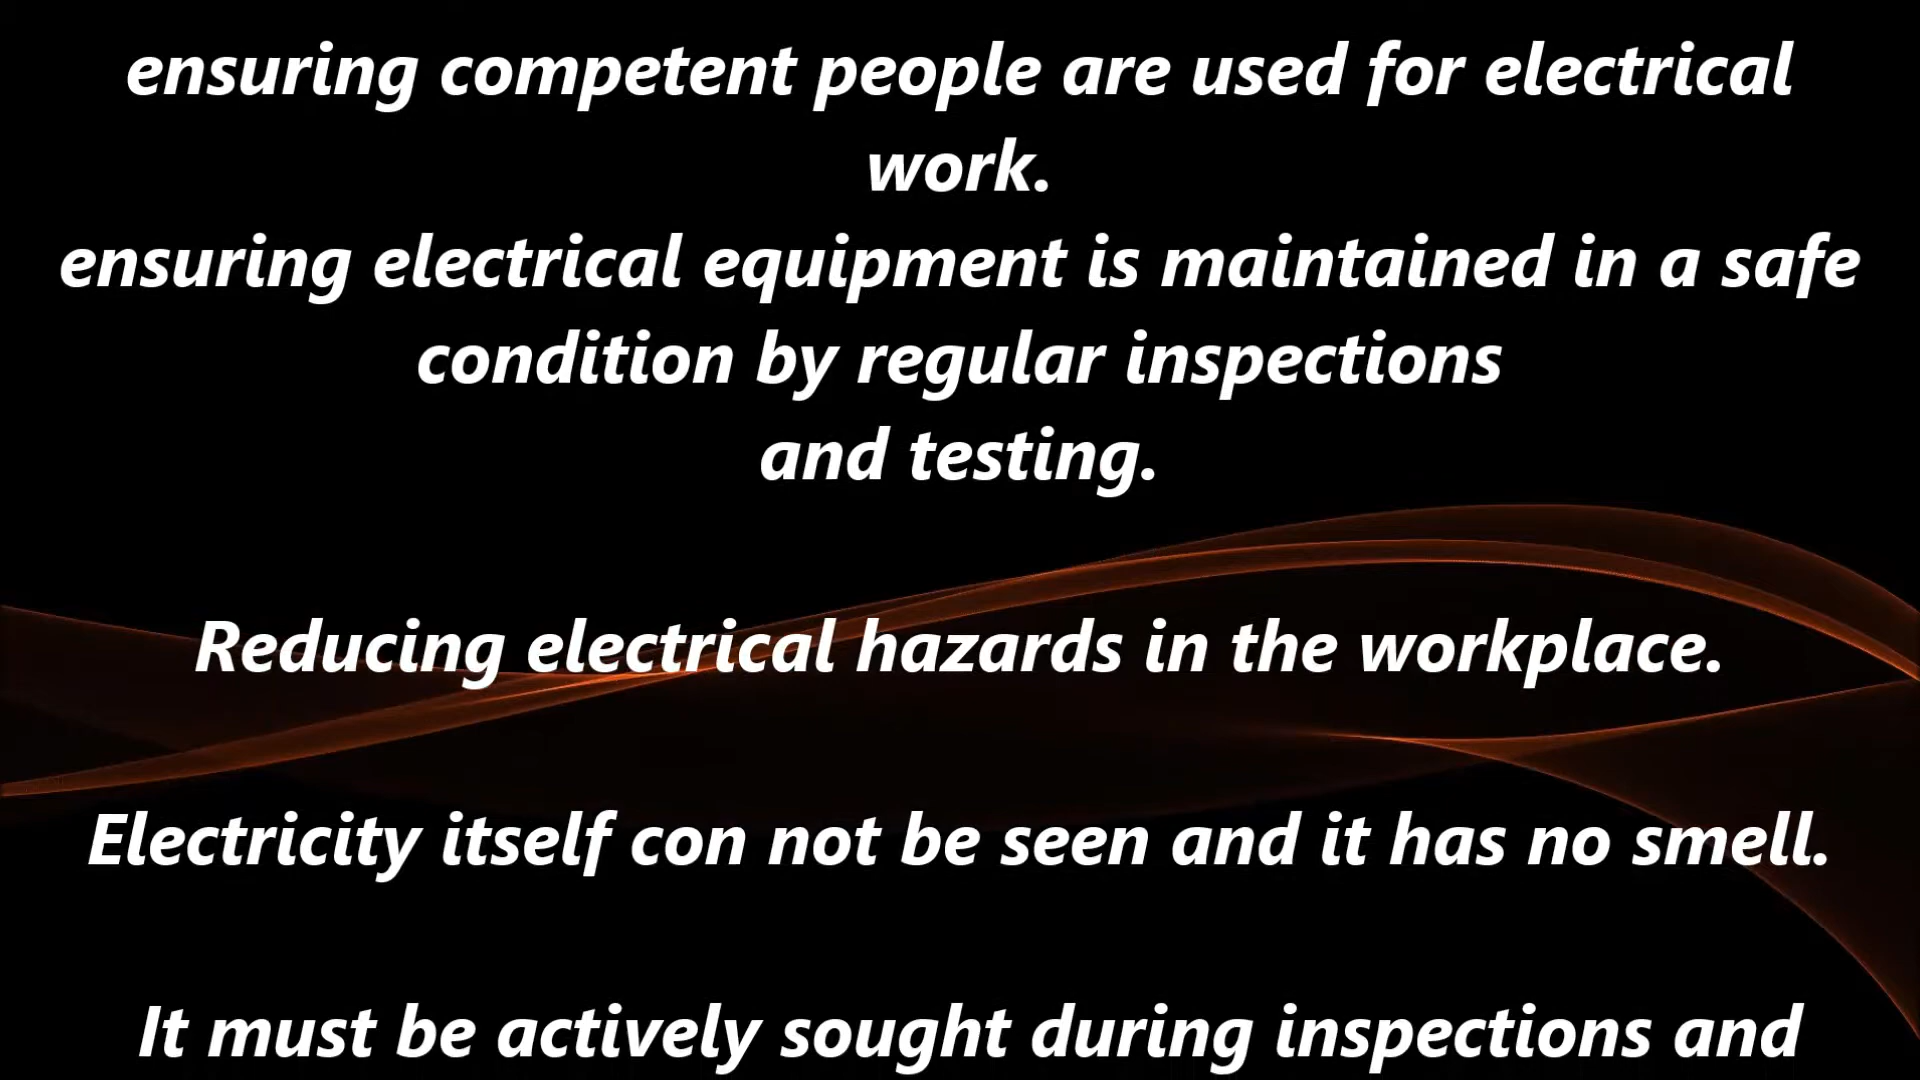 ensuring competent people are used for electrical
work.
ensuring electrical equipment is maintained in a safe
condition by regular inspections
and testing.
Reducing electrical hazards in the workplace.
Electricity itself con not be seen and it has no smell.
It must be actively sought during inspections and